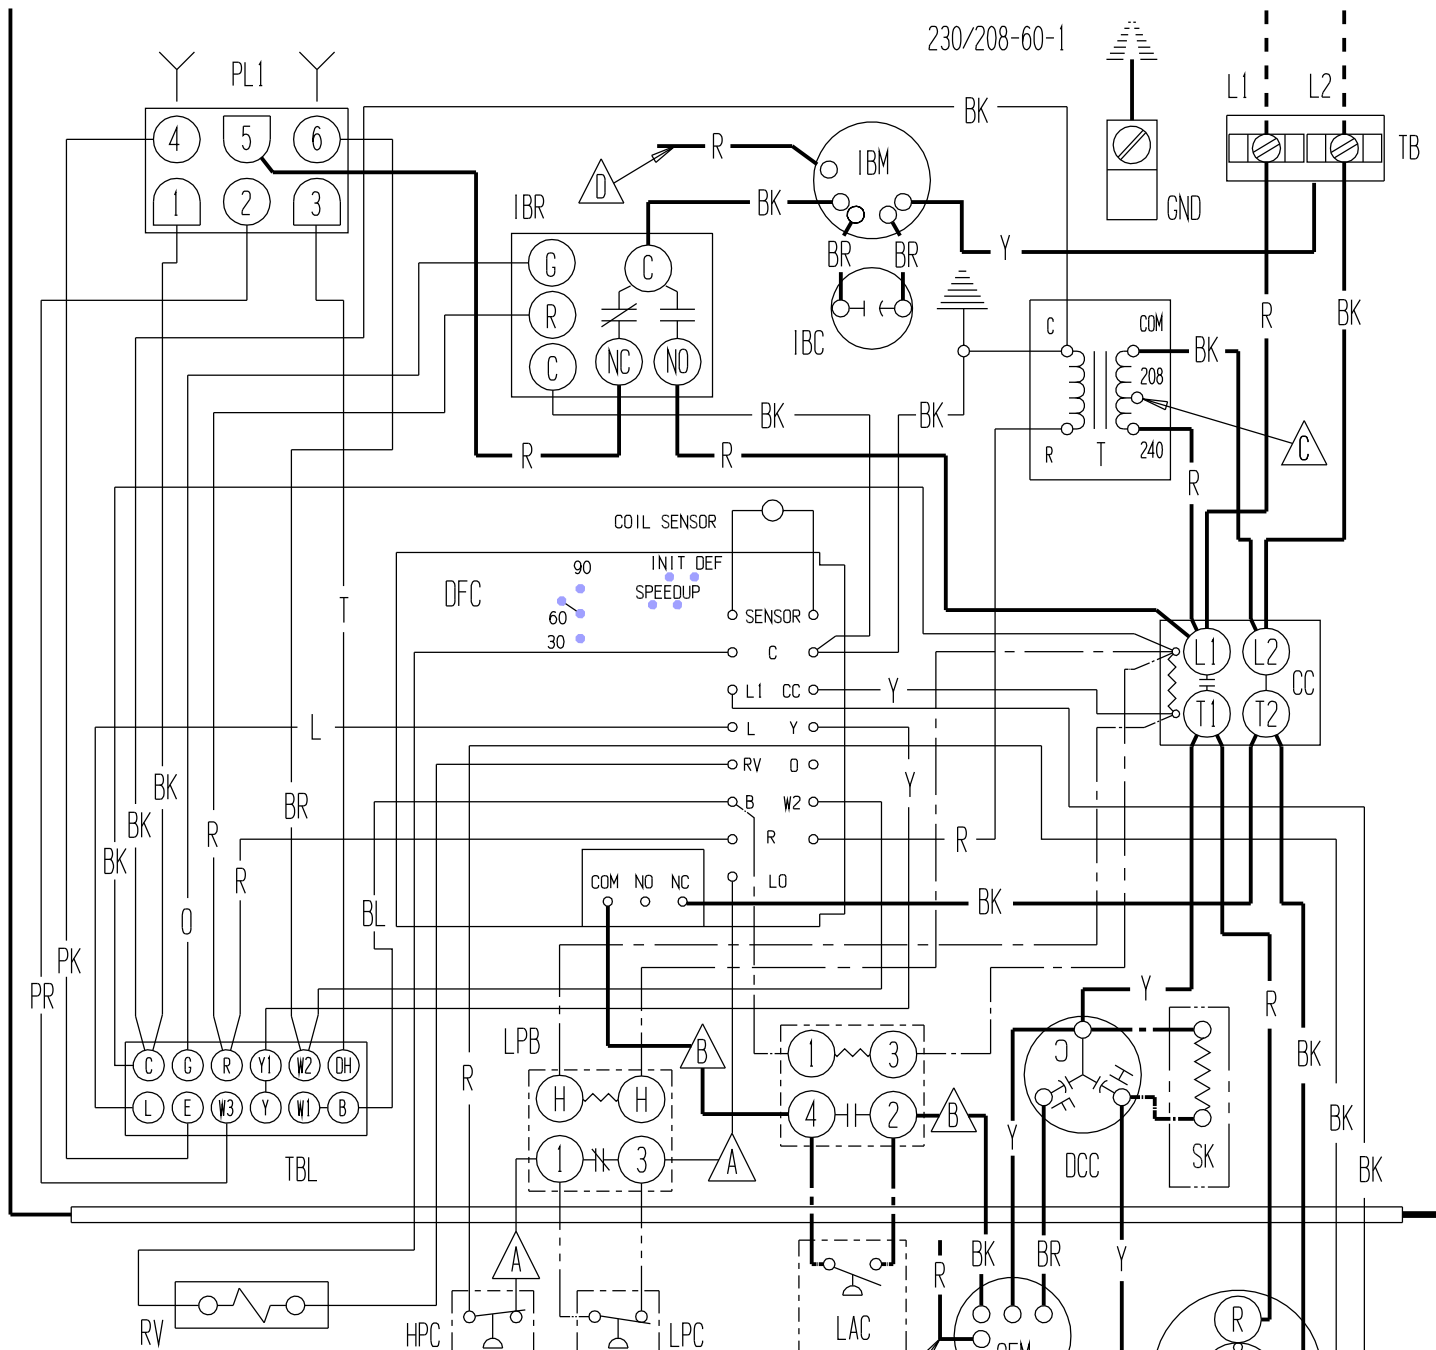 230/208-60-1
PL1
L1 L2
BK
4 5 6
R
IBM
TB
D
1 2 3
IBR
BK
GND
BR BR
Y
G C
R
BK
R
IBC
C COM
NC NO
BK
208
C
BK
BK
R T 240
C
R
R
R
COIL SENSOR
INIT DEF
90
DFC
SPEEDUP
60
30
T
SENSOR
C
L1 CC
Y
L1 L2
CC
T1 T2
L
L Y
RV O
Y
BK
BR
B W2
BK
R
R
R
BK
R
COM NO NC
LO
BK
BL
O
PK
PR
Y
R
LPB
B
1 3
C
BK
C G R Y1 W2 DH
R
H H
H
F
L E W3 Y W1 B
4 2
B
BK
Y
1 3
A
DCC
SK
BK
TBL
A
BK
BR
Y
R
RV
HPC
LPC
LAC
R
OFM